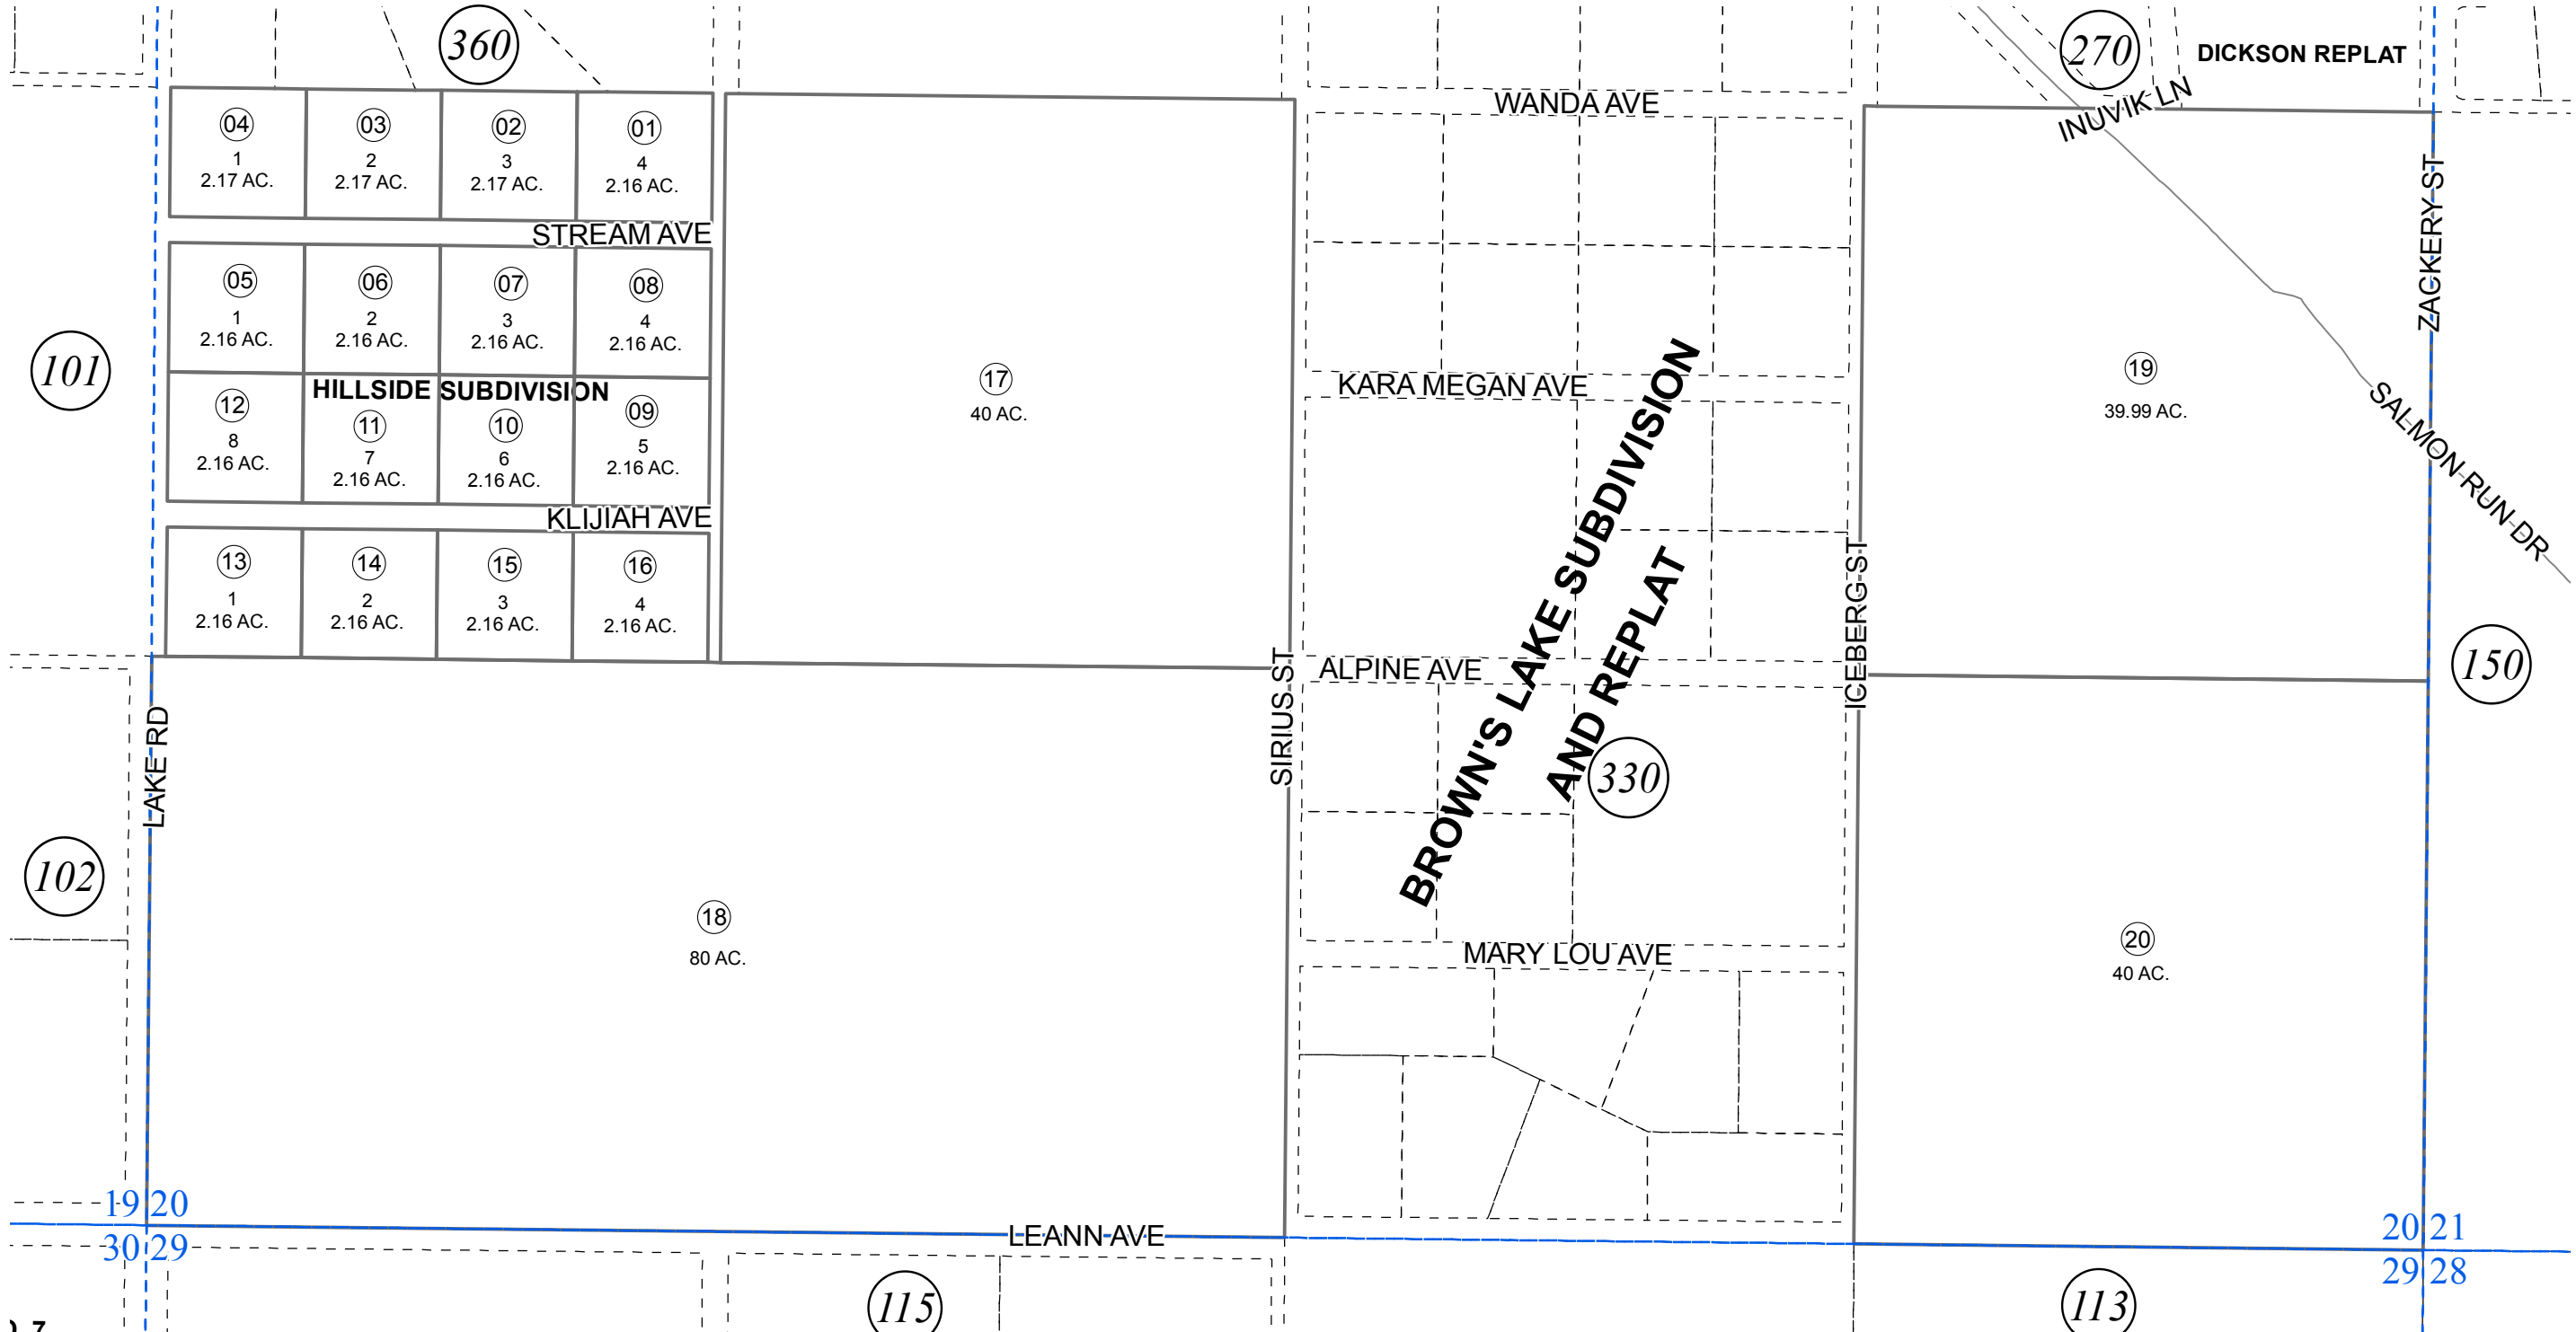 360
270
DICKSON REPLAT
WANDA AVE
INUVIK LN
04
1
2.17 AC.
03
2
2.17 AC.
02
3
2.17 AC.
01
4
2.16 AC.
STREAM AVE
ZACKERY ST
05
1
2.16 AC.
06
2
2.16 AC.
07
3
2.16 AC.
08
4
2.16 AC.
101
HILLSIDE SUBDIVISION
12
8
2.16 AC.
11
7
2.16 AC.
10
6
2.16 AC.
09
5
2.16 AC.
17
40 AC.
KARA MEGAN AVE
19
39.99 AC.
SALMON RUN DR
KLIJIAH AVE
13
1
2.16 AC.
14
2
2.16 AC.
15
3
2.16 AC.
16
4
2.16 AC.
BROWN'S LAKE SUBDIVISION
AND REPLAT
ICEBERG ST
ALPINE AVE
150
LAKE RD
SIRIUS ST
330
102
18
80 AC.
MARY LOU AVE
20
40 AC.
19 20
30 29
LEANN AVE
20 21
29 28
115
113